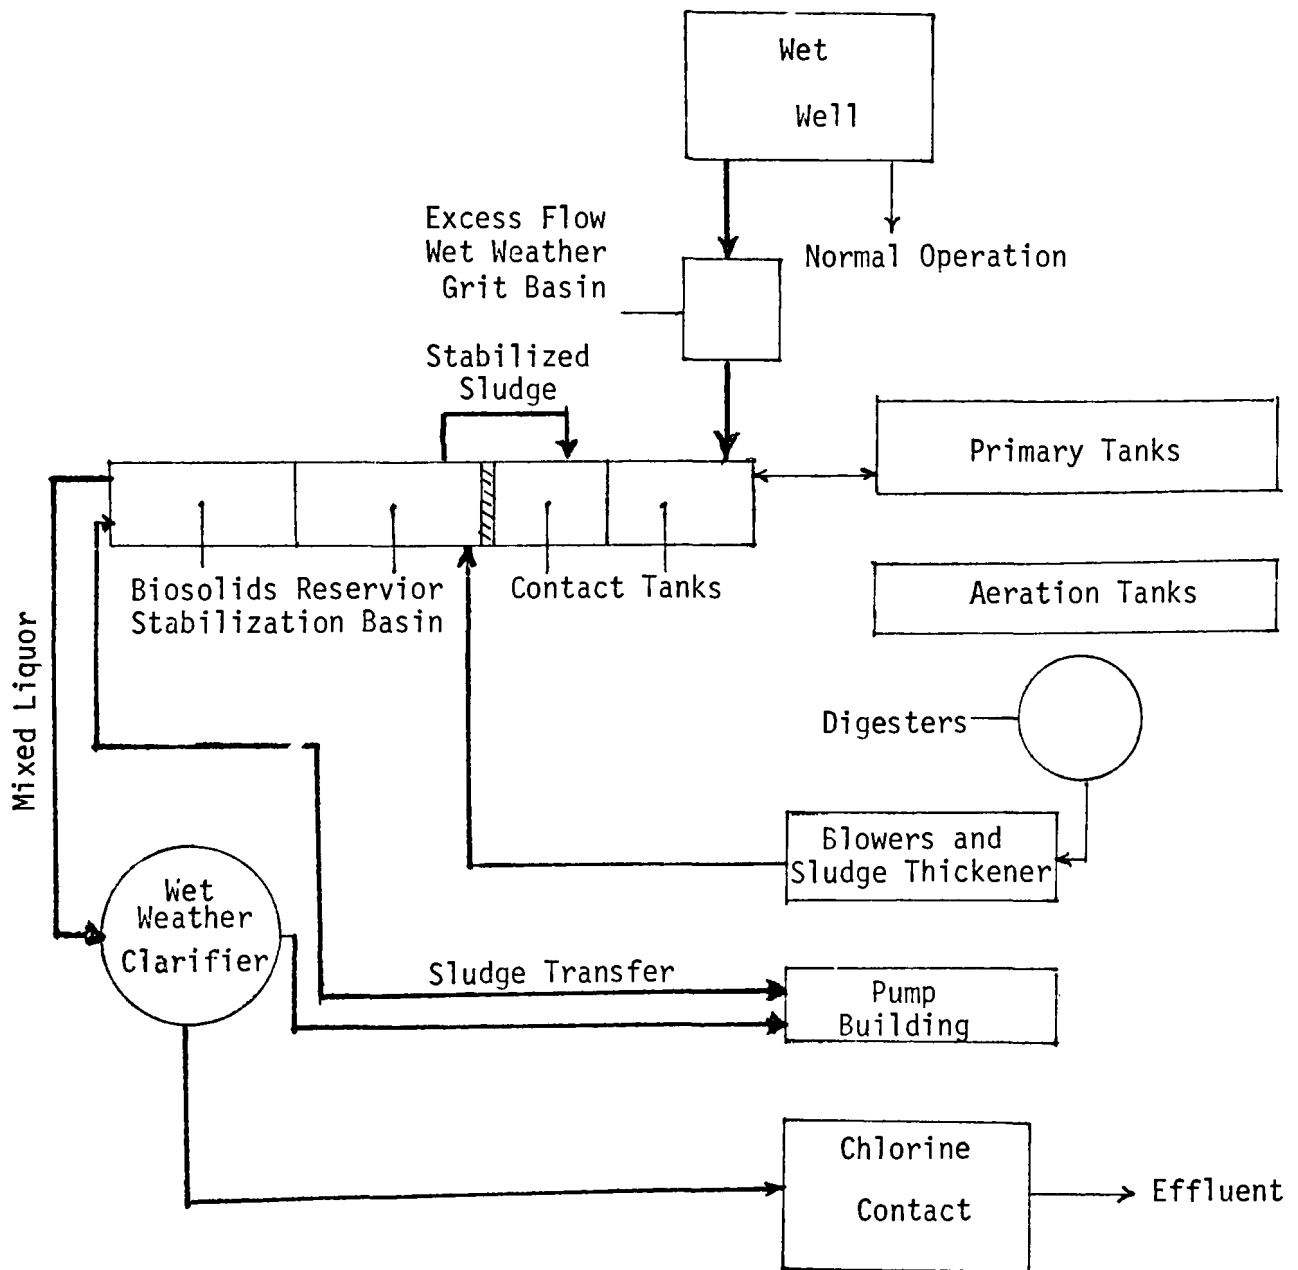 Wet
Well
Excess Flow
Wet Weather
Grit Basin
Normal Operation
Stabilized
Sludge
Primary Tanks
Biosolids Reservior
Stabilization Basin
Contact Tanks
Aeration Tanks
Mixed Liquor
Digesters
Blowers and
Sludge Thickener
Wet
Weather
Clarifier
Sludge Transfer
Pump
Building
Chlorine
Contact
Effluent